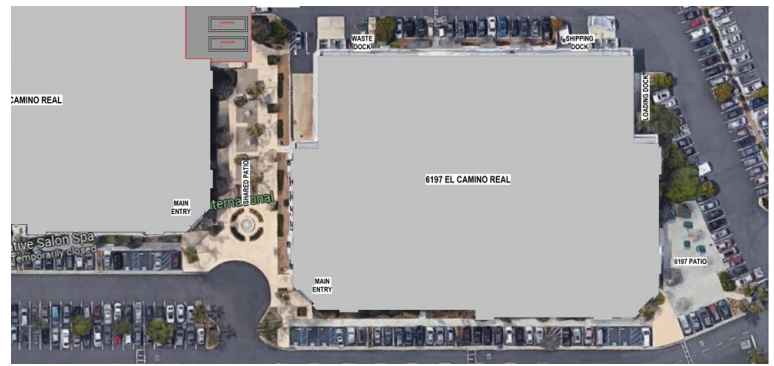 WASTE
DOCK
SHIPPING
DOCK
LOADING DOCK
CAMINO REAL
SHARED PATIO
6197 EL CAMINO REAL
MAIN
ENTRY
ternational
tive Salon Spa
Temporarily closed
6197 PATIO
MAIN
ENTRY